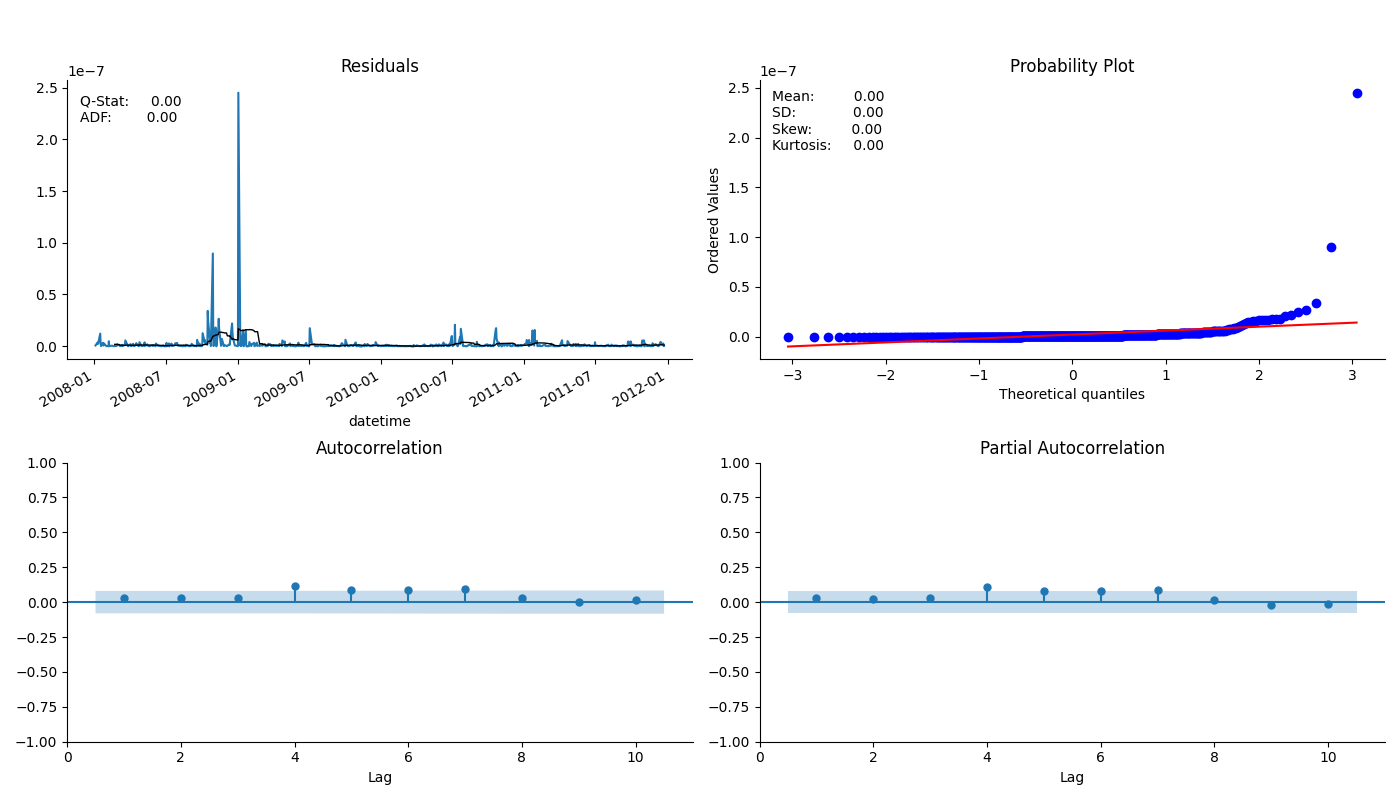 Residuals
1e−7
2.5
2.0
1.5
1.0
0.5
0.0
Q-Stat: 0.00
ADF: 0.00
2008-01
2008-07
2009-01
2009-07
2010-01
2010-07
2011-01
2011-07
2012-01
datetime
Probability Plot
1e−7
2.5
2.0
1.5
1.0
0.5
0.0
Ordered Values
Mean: 0.00
SD: 0.00
Skew: 0.00
Kurtosis: 0.00
−3 −2 −1 0 1 2 3
Theoretical quantiles
Autocorrelation
1.00
0.75
0.50
0.25
0.00
−0.25
−0.50
−0.75
−1.00
0 2 4 6 8 10
Lag
Partial Autocorrelation
1.00
0.75
0.50
0.25
0.00
−0.25
−0.50
−0.75
−1.00
0 2 4 6 8 10
Lag